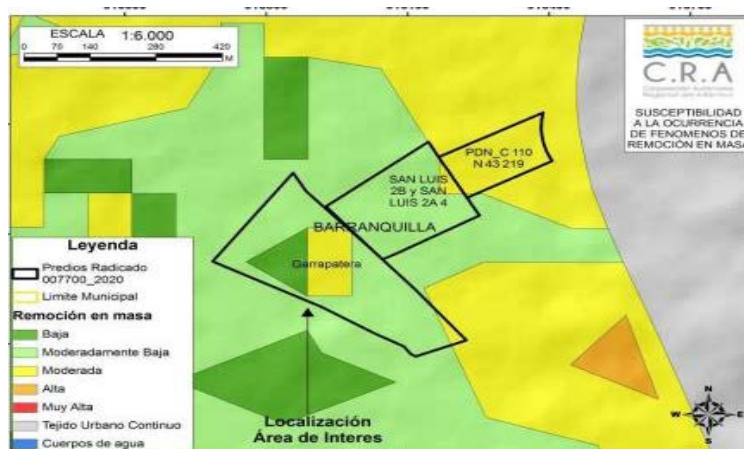 ESCALA 1:6.000
0 70 140 280 420
M
C.R.A
SUSCEPTIBILIDAD
A LA OCURRENCIA
DE FENOMENOS DE
REMOCIÓN EN MASA
PDN_C 110
N 43 219
SAN LUIS
2B y SAN
LUIS 2A 4
BARRANQUILLA
Garrapatera
Leyenda
Predios Radicado
007700_2020
Limite Municipal
Remoción en masa
Baja
Moderadamente Baja
Moderada
Alta
Muy Alta
Tejido Urbano Continuo
Cuerpos de agua
Localización
Área de Interes
N
W E
S